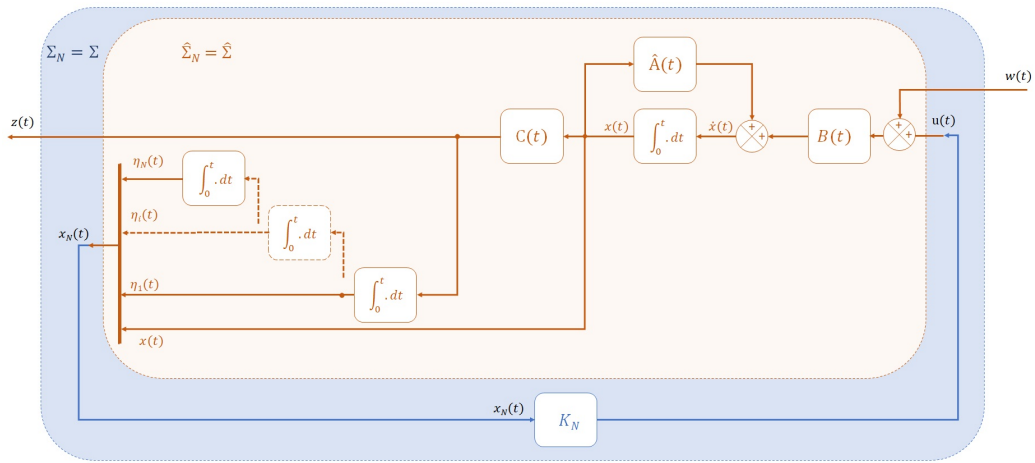 Σ_N = Σ
Σ̂_N = Σ̂
Â(t)
w(t)
z(t)
C(t)
x(t)
∫_0^t .dt
ẋ(t)
+
+
B(t)
+
+
u(t)
η_N(t)
∫_0^t .dt
η_i(t)
∫_0^t .dt
x_N(t)
η_1(t)
∫_0^t .dt
x(t)
x_N(t)
K_N